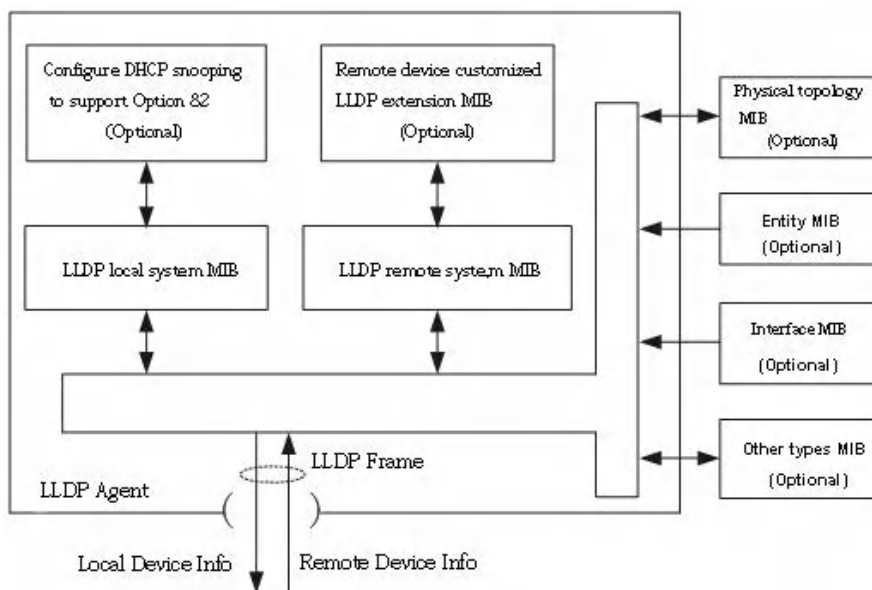 Configure DHCP snooping
to support Option 82
(Optional)
Remote device customized
LLDP extension MIB
(Optional)
Physical topology
MIB
(Optional)
LLDP local system MIB
LLDP remote syste,m MIB
Entity MIB
(Optional)
Interface MIB
(Optional)
Other types MIB
(Optional)
LLDP Frame
LLDP Agent
Local Device Info
Remote Device Info